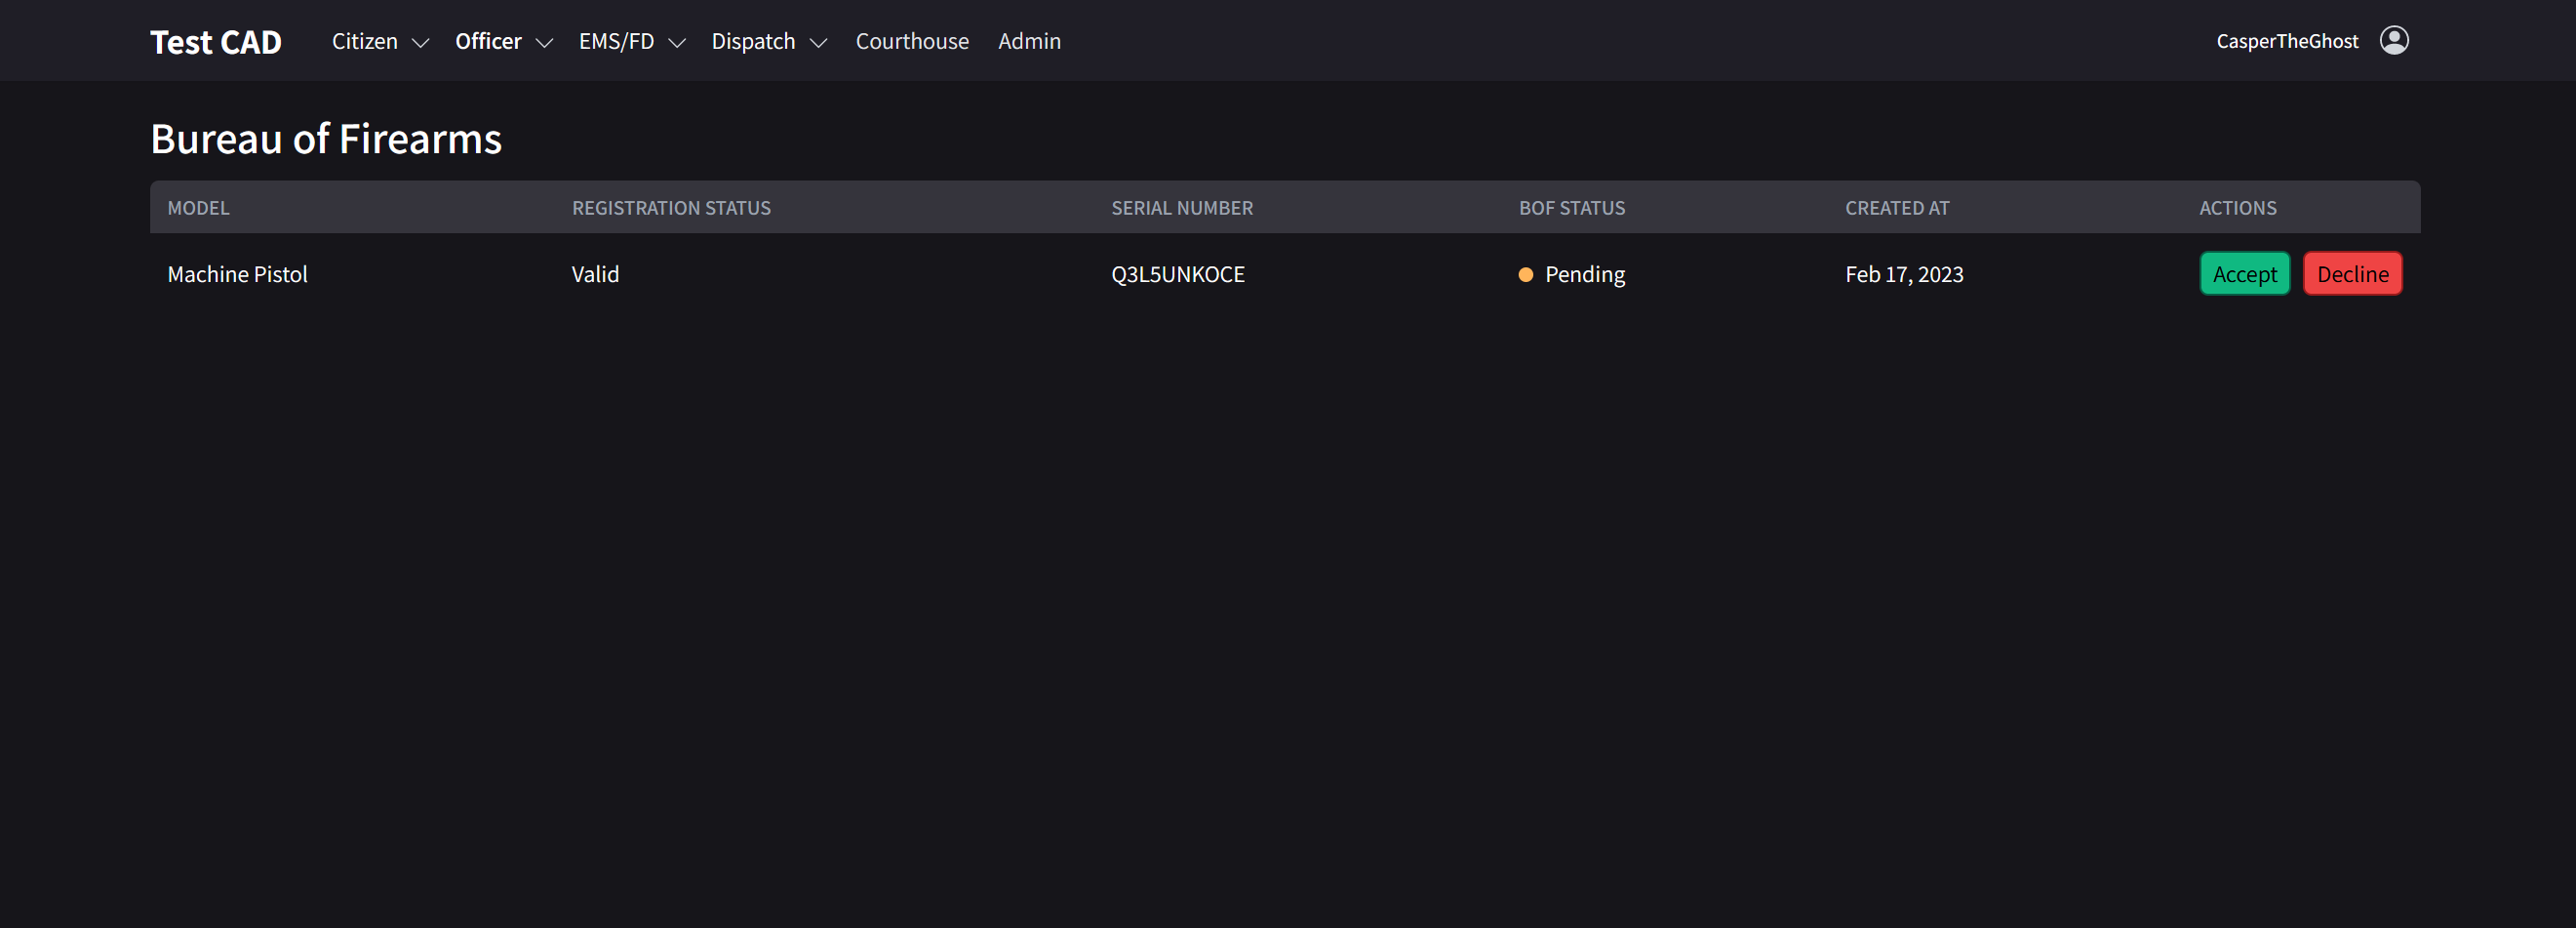 Test CAD Citizen Officer EMS/FD Dispatch Courthouse Admin CasperTheGhost
Bureau of Firearms
MODEL REGISTRATION STATUS SERIAL NUMBER BOF STATUS CREATED AT ACTIONS
Machine Pistol Valid Q3L5UNKOCE Pending Feb 17, 2023 Accept Decline